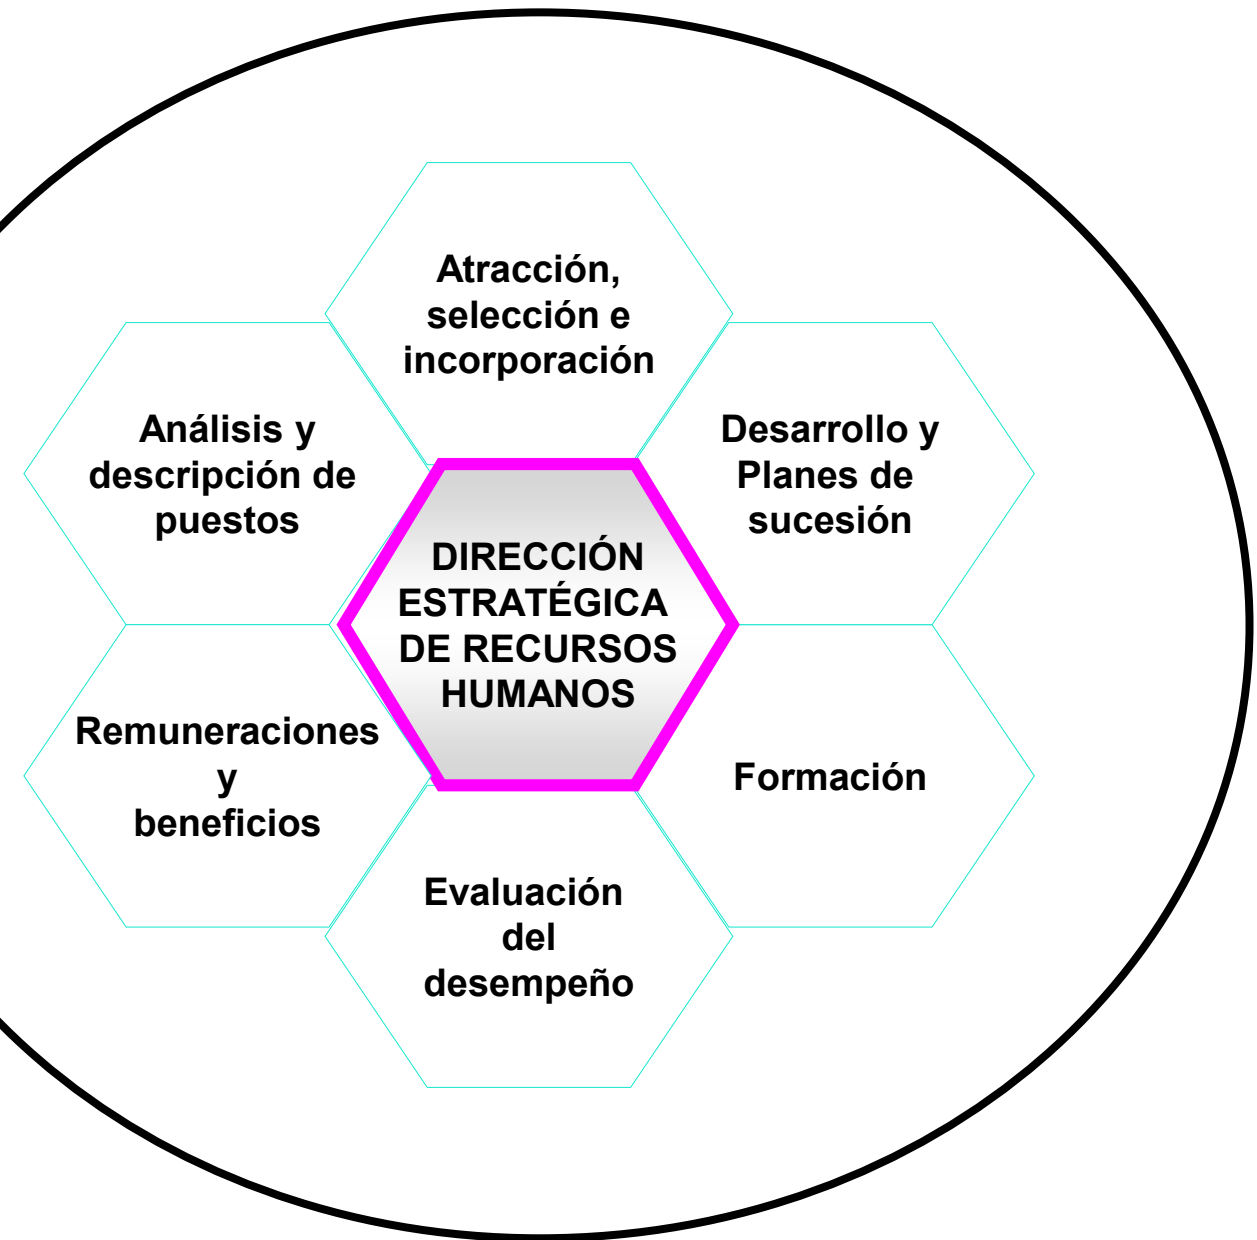 Atracción,
selección e
incorporación
Análisis y
descripción de
puestos
Desarrollo y
Planes de
sucesión
DIRECCIÓN
ESTRATÉGICA
DE RECURSOS
HUMANOS
Remuneraciones
y
beneficios
Formación
Evaluación
del
desempeño